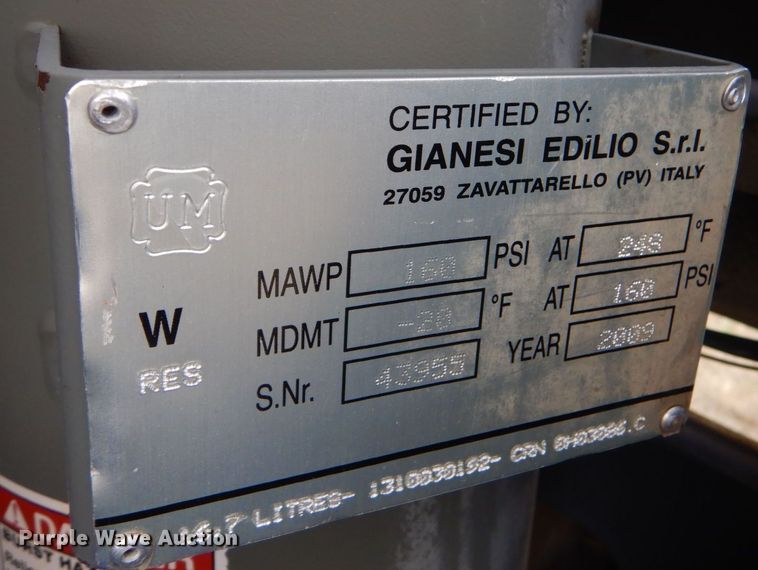 CERTIFIED BY:
GIANESI EDiLIO S.r.l.
27059 ZAVATTARELLO (PV) ITALY
UM
W
RES
MAWP 160 PSI AT 248 °F
MDMT -20 °F AT 160 PSI
S.Nr. 43955 YEAR 2009
LITRES- 1310030192- CRN 0H03086.C
Purple Wave Auction